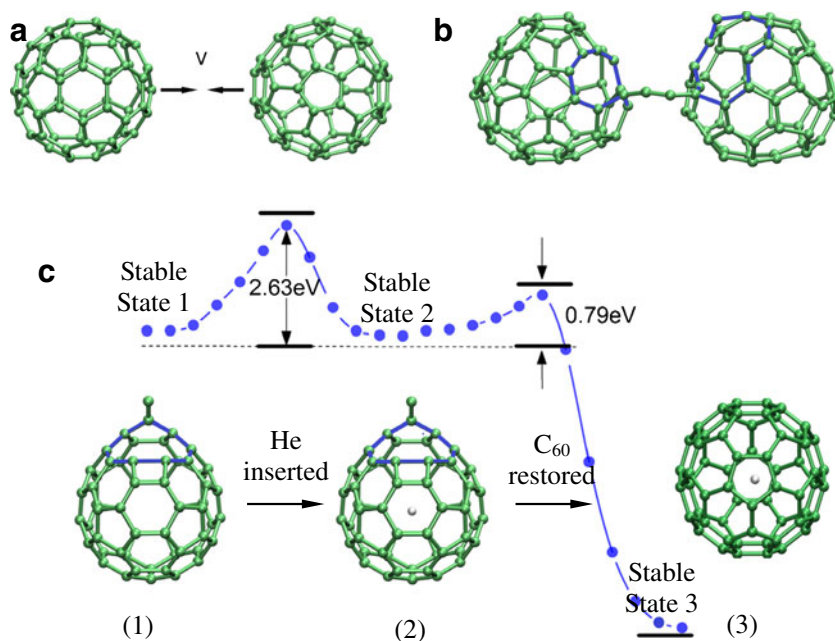 a
v
b
c
Stable
State 1
2.63eV
Stable
State 2
0.79eV
He
inserted
C₆₀
restored
Stable
State 3
(1)
(2)
(3)